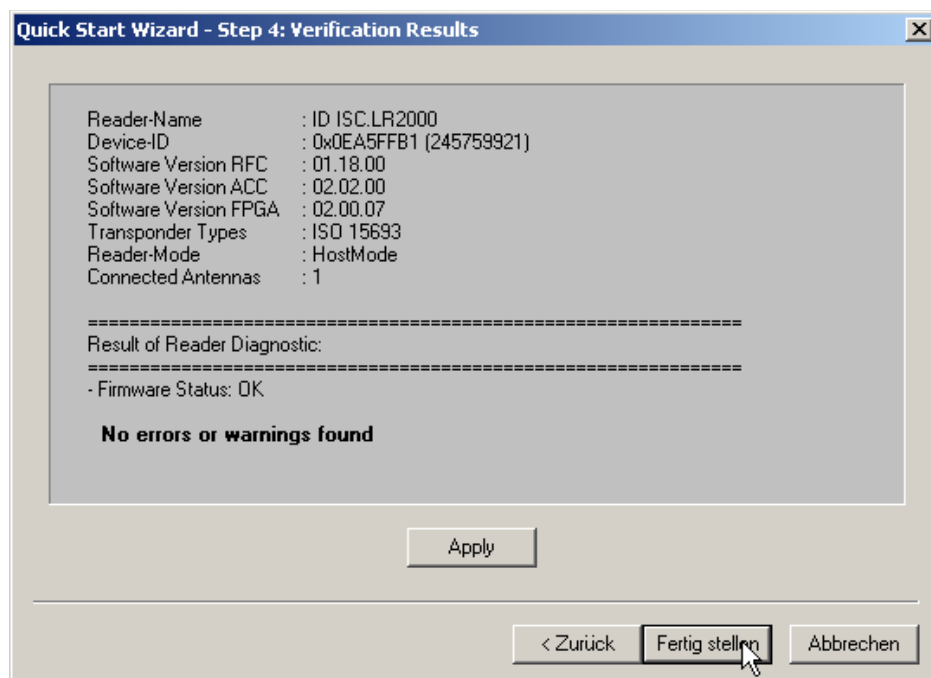 Quick Start Wizard - Step 4: Verification Results
Reader-Name : ID ISC.LR2000
Device-ID : 0x0EA5FFB1 (245759921)
Software Version RFC : 01.18.00
Software Version ACC : 02.02.00
Software Version FPGA : 02.00.07
Transponder Types : ISO 15693
Reader-Mode : HostMode
Connected Antennas : 1
===============================================================
Result of Reader Diagnostic:
===============================================================
- Firmware Status: OK
No errors or warnings found
Apply
< Zurück Fertig stellen Abbrechen